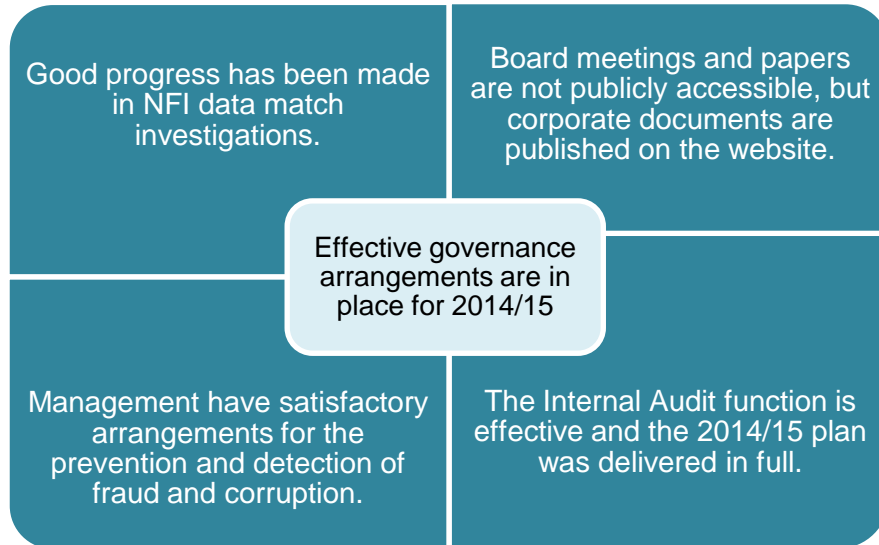 Good progress has been made
in NFI data match
investigations.
Board meetings and papers
are not publicly accessible, but
corporate documents are
published on the website.
Effective governance
arrangements are in
place for 2014/15
Management have satisfactory
arrangements for the
prevention and detection of
fraud and corruption.
The Internal Audit function is
effective and the 2014/15 plan
was delivered in full.